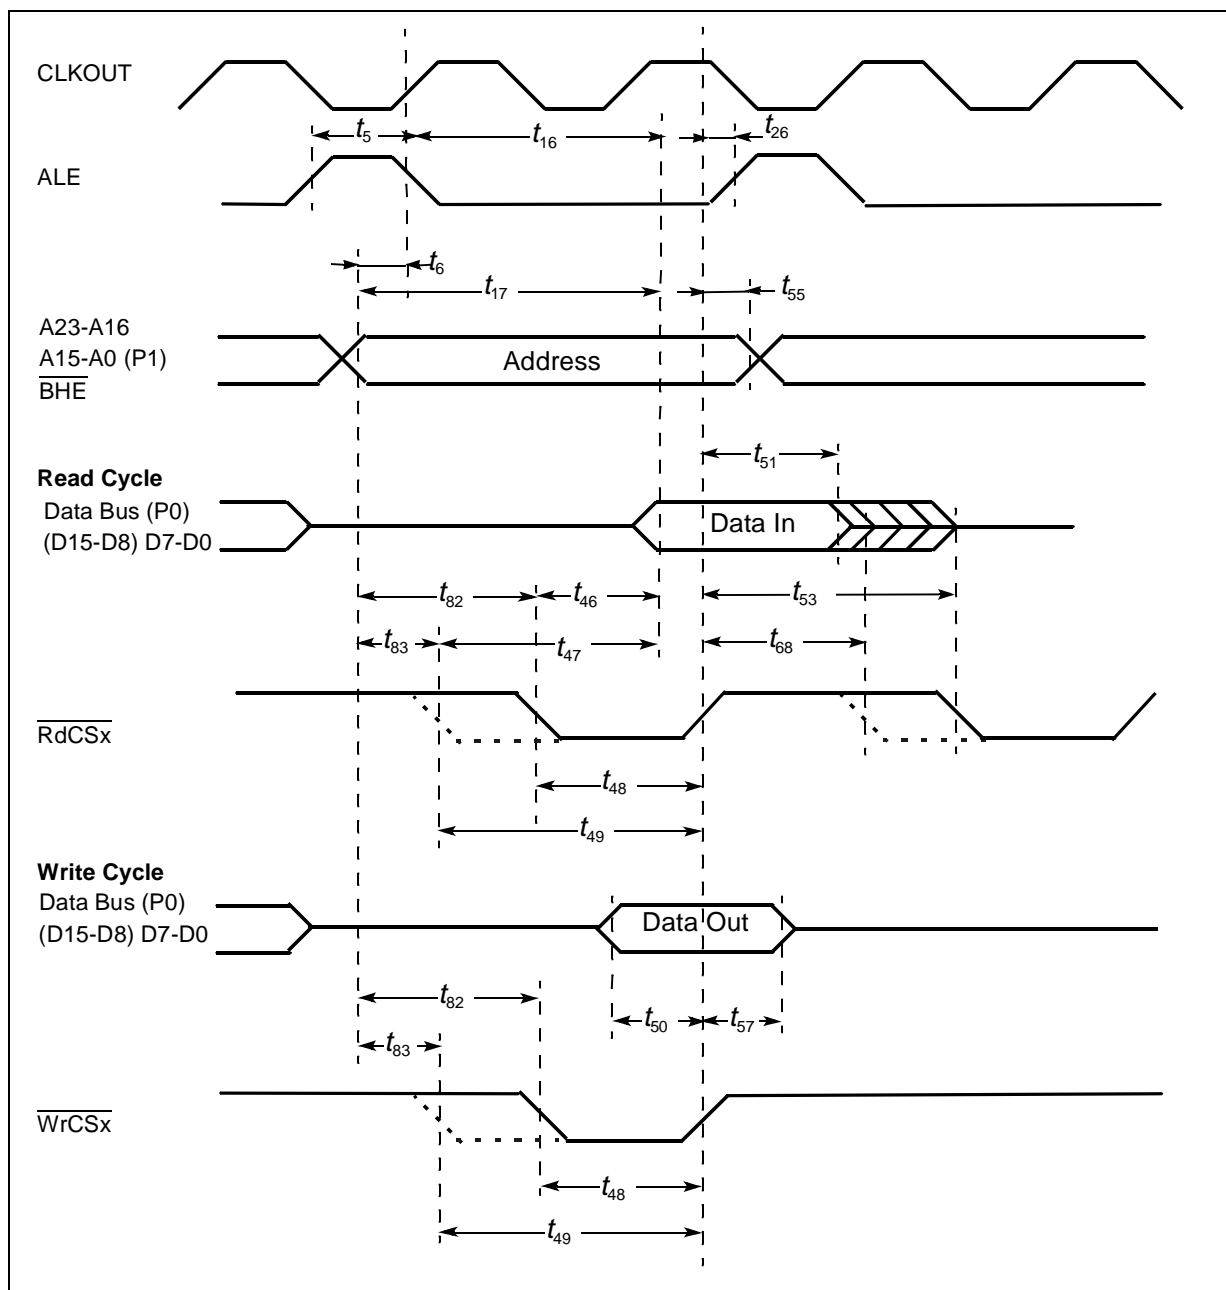 CLKOUT
t5
t16
t26
ALE
t6
t17
t55
A23-A16
A15-A0 (P1)
BHE
Address
t51
Read Cycle
Data Bus (P0)
(D15-D8) D7-D0
Data In
t82
t46
t53
t83
t47
t68
RdCSx
t48
t49
Write Cycle
Data Bus (P0)
(D15-D8) D7-D0
Data Out
t82
t50
t57
t83
WrCSx
t48
t49